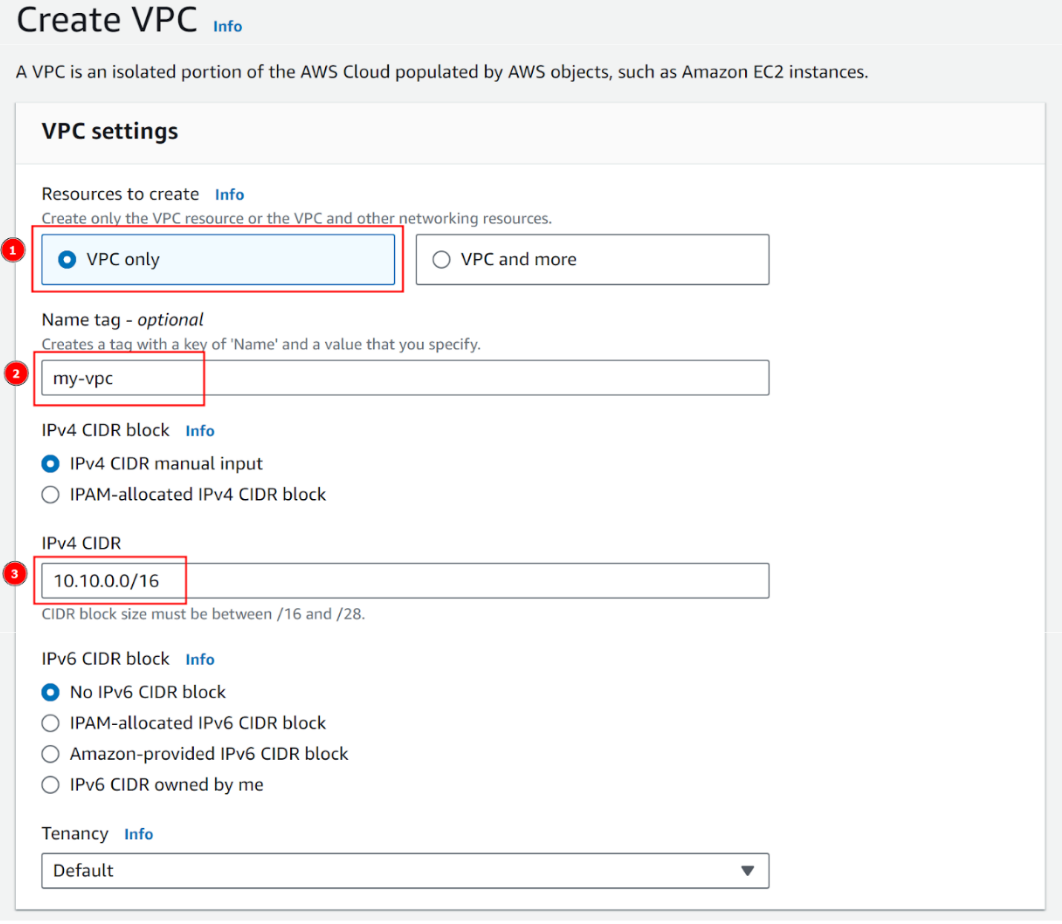 Create VPC Info
A VPC is an isolated portion of the AWS Cloud populated by AWS objects, such as Amazon EC2 instances.
VPC settings
Resources to create Info
Create only the VPC resource or the VPC and other networking resources.
1
VPC only
VPC and more
Name tag - optional
Creates a tag with a key of 'Name' and a value that you specify.
2
my-vpc
IPv4 CIDR block Info
IPv4 CIDR manual input
IPAM-allocated IPv4 CIDR block
IPv4 CIDR
3
10.10.0.0/16
CIDR block size must be between /16 and /28.
IPv6 CIDR block Info
No IPv6 CIDR block
IPAM-allocated IPv6 CIDR block
Amazon-provided IPv6 CIDR block
IPv6 CIDR owned by me
Tenancy Info
Default